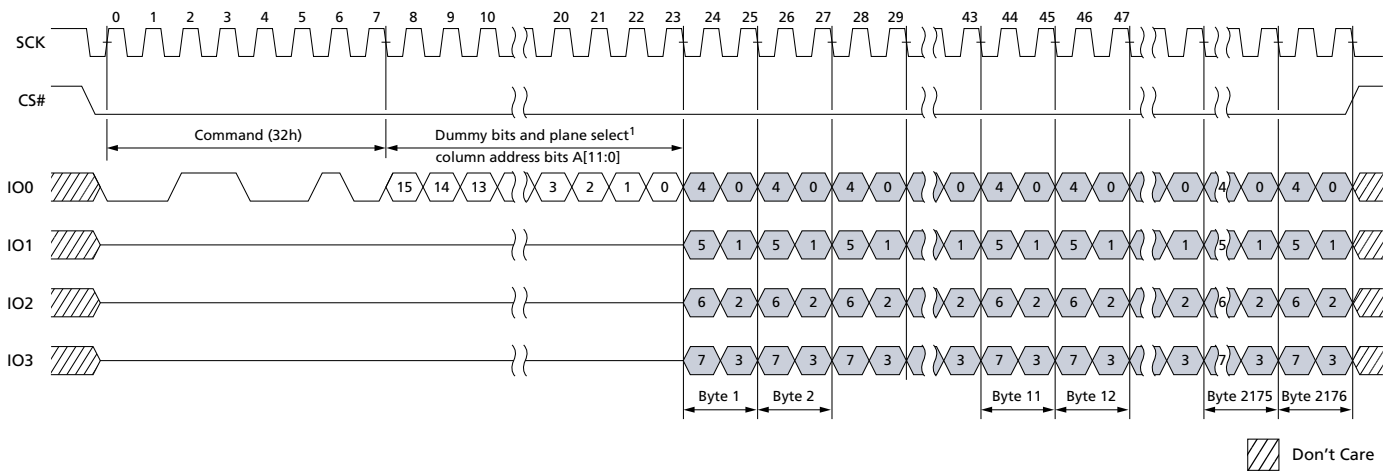 0 1 2 3 4 5 6 7 8 9 10 20 21 22 23 24 25 26 27 28 29 43 44 45 46 47
SCK
CS#
Command (32h) Dummy bits and plane select1
column address bits A[11:0]
IO0 15 14 13 3 2 1 0 4 0 4 0 4 0 0 4 0 4 0 0 4 0 4 0
IO1 5 1 5 1 5 1 1 5 1 5 1 1 5 1 5 1
IO2 6 2 6 2 6 2 2 6 2 6 2 2 6 2 6 2
IO3 7 3 7 3 7 3 3 7 3 7 3 3 7 3 7 3
Byte 1 Byte 2 Byte 11 Byte 12 Byte 2175 Byte 2176
Don't Care